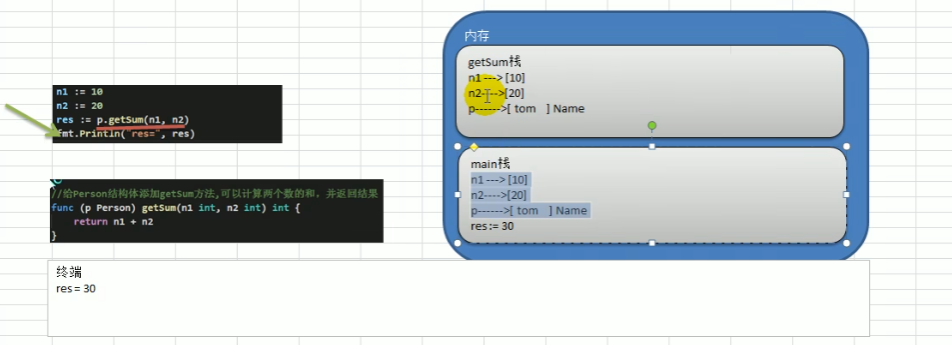 n1 := 10
n2 := 20
res := p.getSum(n1, n2)
fmt.Println("res=", res)
//给Person结构体添加getSum方法,可以计算两个数的和，并返回结果
func (p Person) getSum(n1 int, n2 int) int {
return n1 + n2
}
内存
getSum栈
n1 ---> [10]
n2---->[20]
p------>[ tom ] Name
main栈
n1 ---> [10]
n2---->[20]
p------>[ tom ] Name
res := 30
终端
res = 30